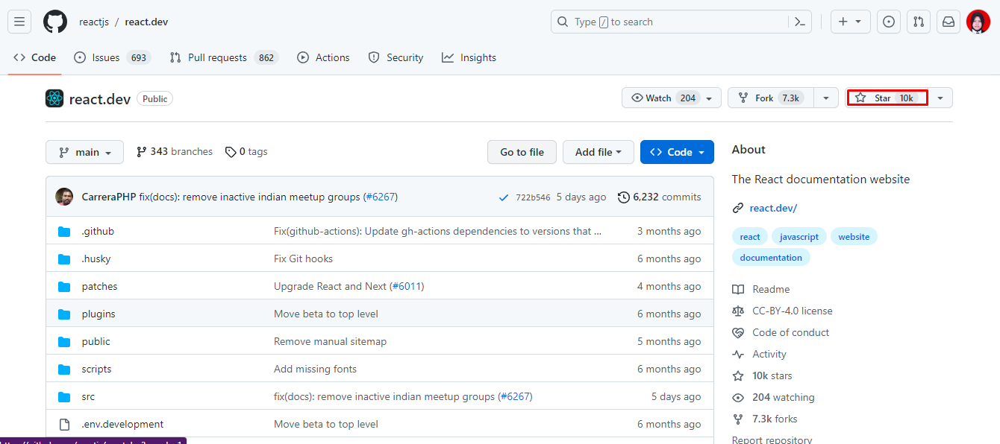 reactjs / react.dev
Type / to search
Code Issues 693 Pull requests 862 Actions Security Insights
react.dev Public
Watch 204 Fork 7.3k Star 10k
main 343 branches 0 tags Go to file Add file Code
CarreraPHP fix(docs): remove inactive indian meetup groups (#6267) 722b546 5 days ago 6,232 commits
.github Fix(github-actions): Update gh-actions dependencies to versions that ... 3 months ago
.husky Fix Git hooks 6 months ago
patches Upgrade React and Next (#6011) 4 months ago
plugins Move beta to top level 6 months ago
public Remove manual sitemap 5 months ago
scripts Add missing fonts 6 months ago
src fix(docs): remove inactive indian meetup groups (#6267) 5 days ago
.env.development Move beta to top level 6 months ago
About
The React documentation website
react.dev/
react javascript website
documentation
Readme
CC-BY-4.0 license
Code of conduct
Activity
10k stars
204 watching
7.3k forks
Report repository